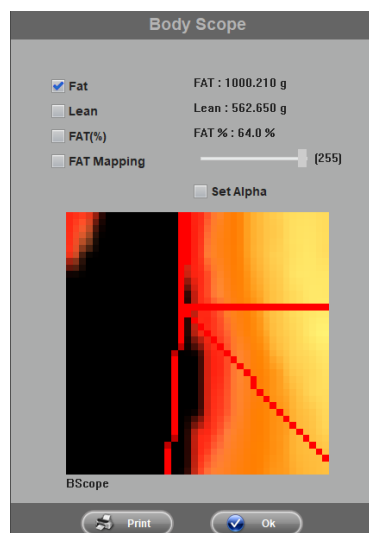 Body Scope
Fat
FAT : 1000.210 g
Lean
Lean : 562.650 g
FAT(%)
FAT % : 64.0 %
FAT Mapping
(255)
Set Alpha
BScope
Print
Ok